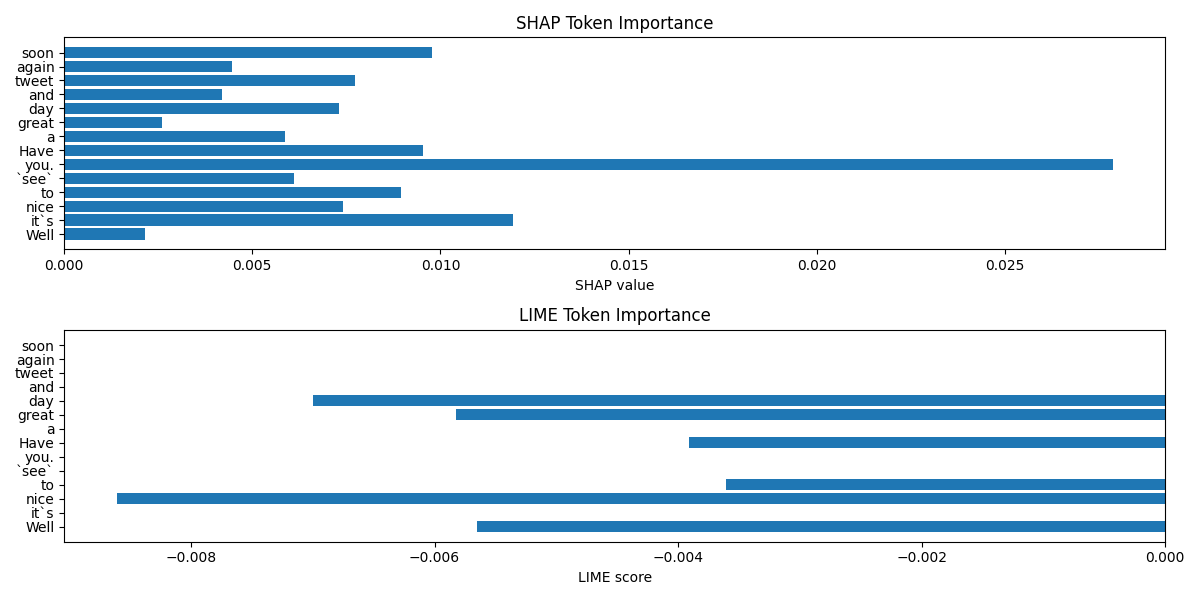 SHAP Token Importance
soon
again
tweet
and
day
great
a
Have
you.
`see`
to
nice
it`s
Well
0.000 0.005 0.010 0.015 0.020 0.025
SHAP value
LIME Token Importance
soon
again
tweet
and
day
great
a
Have
you.
`see`
to
nice
it`s
Well
−0.008 −0.006 −0.004 −0.002 0.000
LIME score